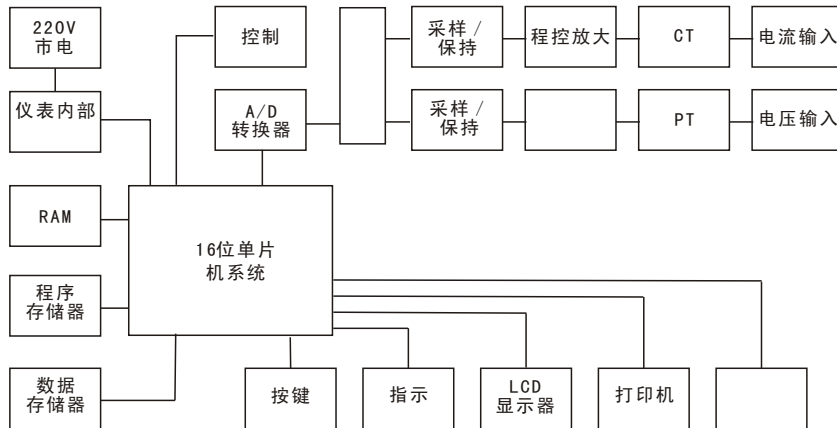 220V
市电
控制
采样/
保持
程控放大
CT
电流输入
仪表内部
A/D
转换器
采样/
保持
PT
电压输入
RAM
16位单片
机系统
程序
存储器
数据
存储器
按键
指示
LCD
显示器
打印机